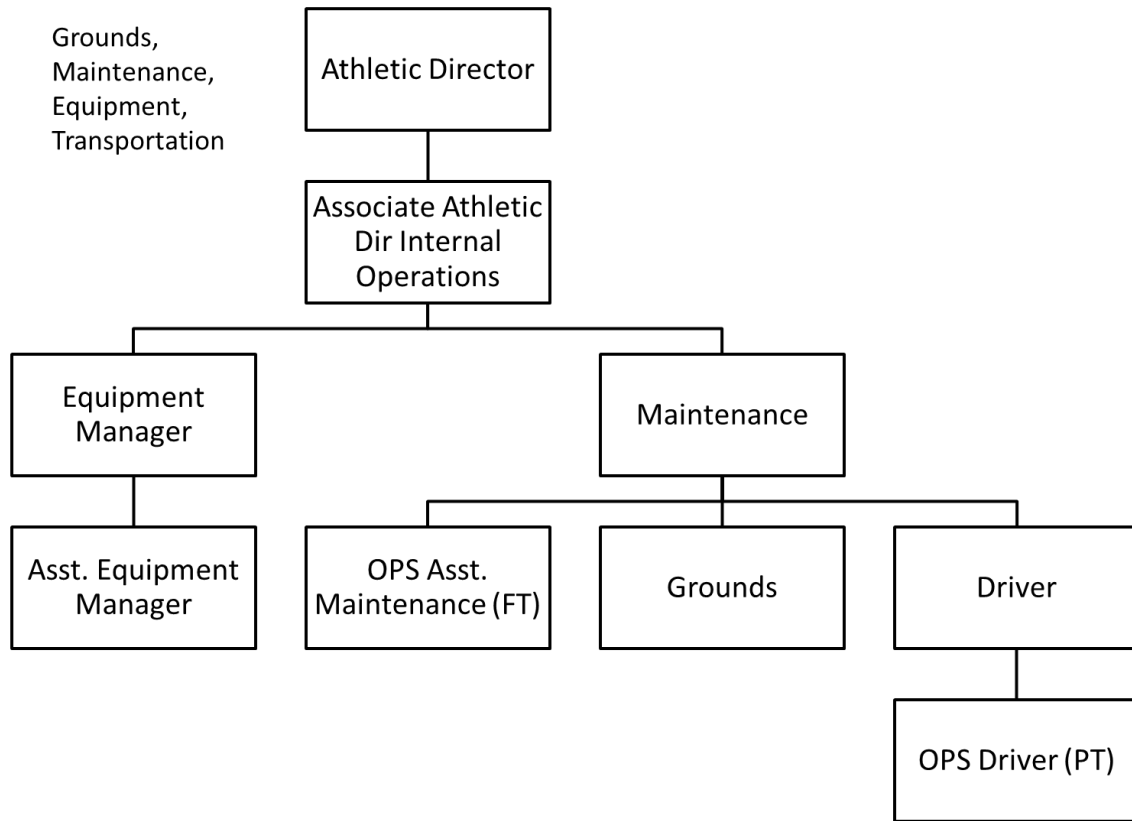 Grounds,
Maintenance,
Equipment,
Transportation
Athletic Director
Associate Athletic
Dir Internal
Operations
Equipment
Manager
Maintenance
Asst. Equipment
Manager
OPS Asst.
Maintenance (FT)
Grounds
Driver
OPS Driver (PT)